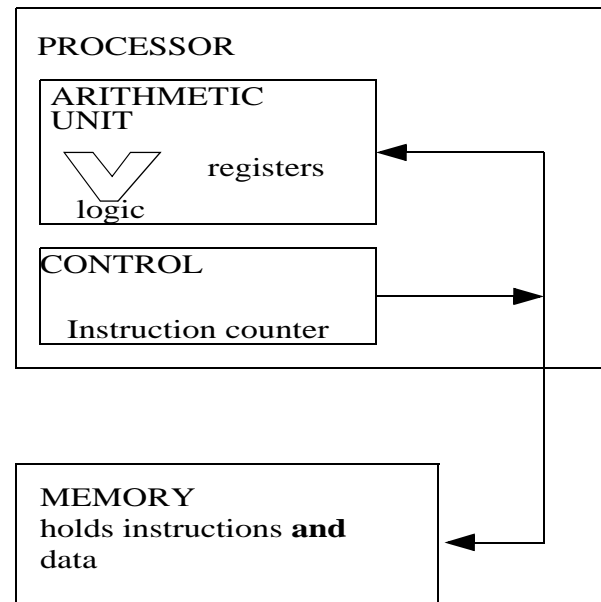 PROCESSOR
ARITHMETIC
UNIT
registers
logic
CONTROL
Instruction counter
MEMORY
holds instructions and
data